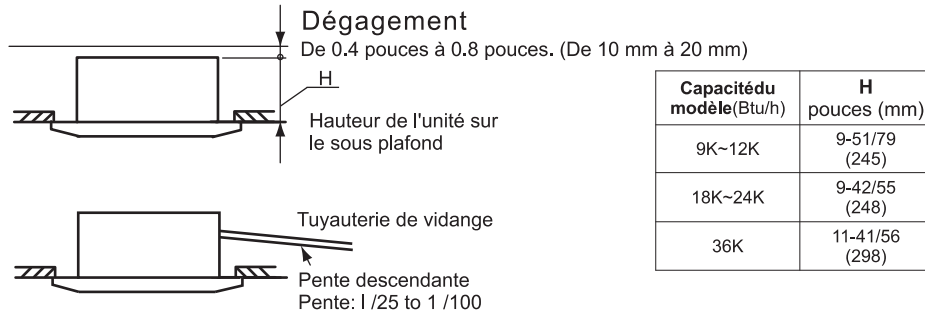 Dégagement
De 0.4 pouces à 0.8 pouces. (De 10 mm à 20 mm)
H
Hauteur de l'unité sur
le sous plafond
Tuyauterie de vidange
Pente descendante
Pente: l /25 to 1 /100
Capacitédu H
modèle(Btu/h) pouces (mm)
9K~12K 9-51/79
(245)
18K~24K 9-42/55
(248)
36K 11-41/56
(298)